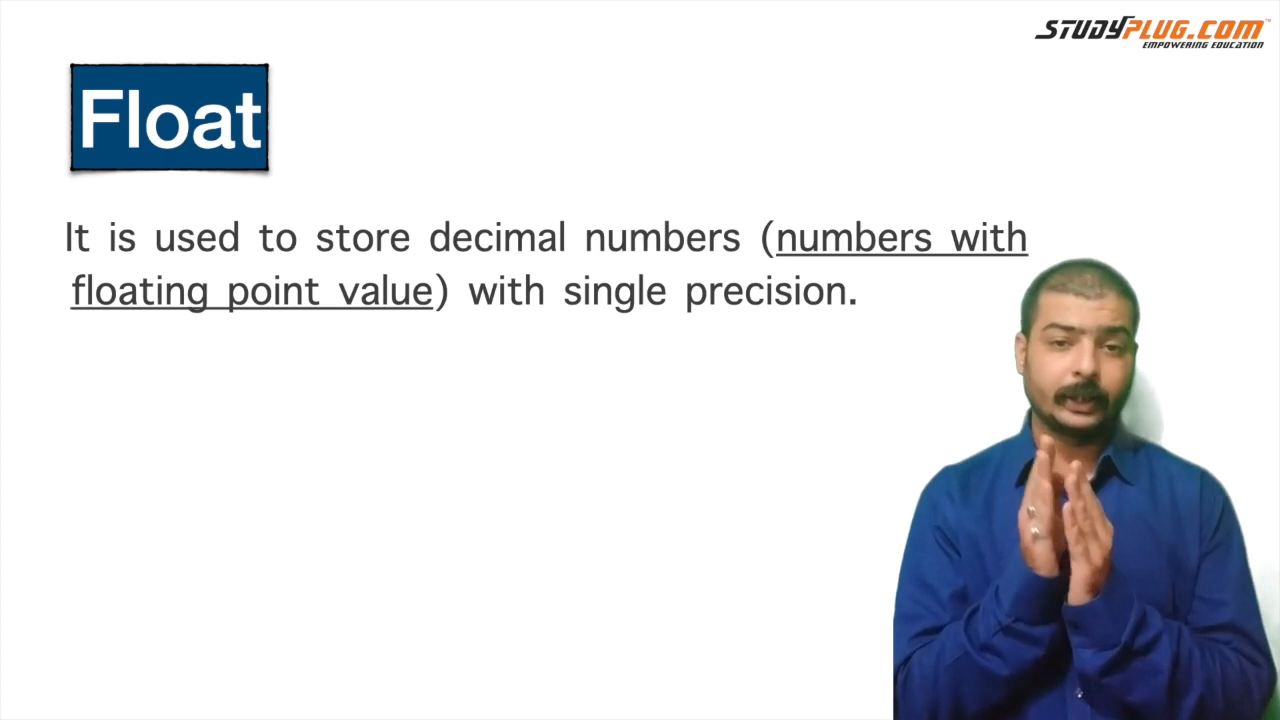 STUDYPLUG.COM™
EMPOWERING EDUCATION
Float
It is used to store decimal numbers (numbers with
floating point value) with single precision.